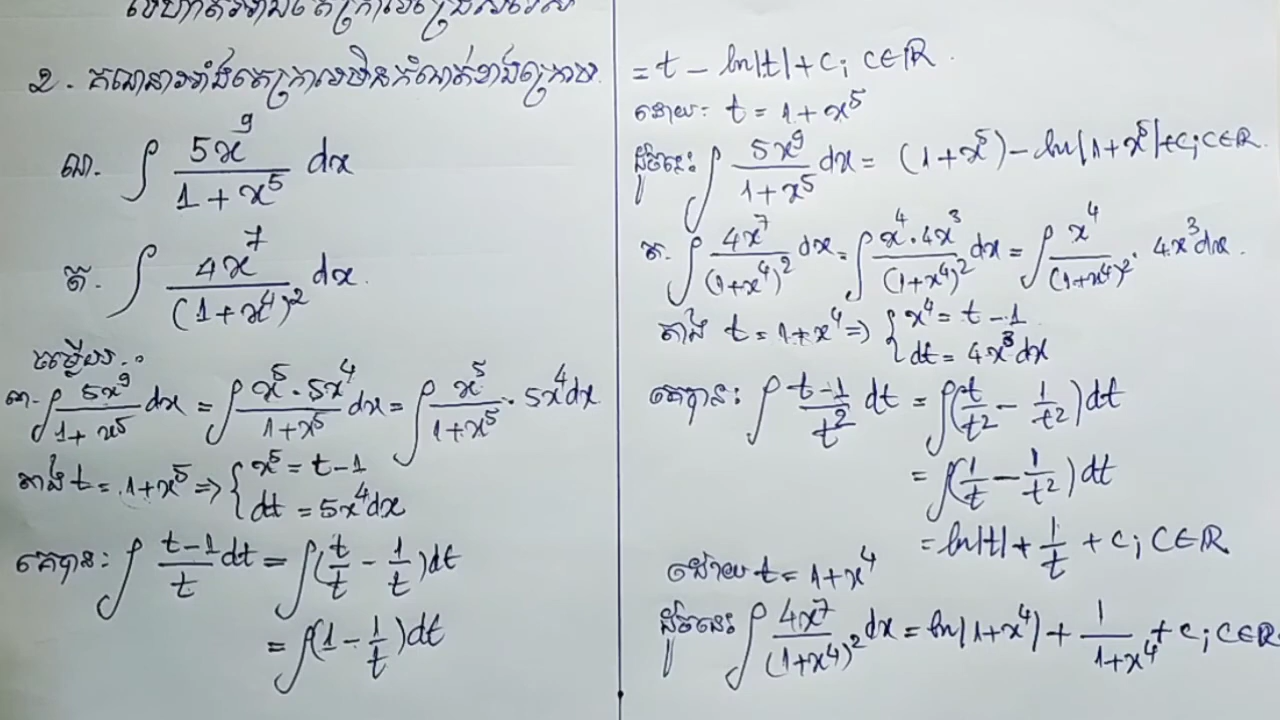 ២. គណនាអាំងតេក្រាលមិនកំណត់ខាងក្រោម
ណ. ∫ 5x⁹/(1+x⁵) dx
ត. ∫ 4x⁷/(1+x⁴)² dx.
ចម្លើយ:
ណ. ∫ 5x⁹/(1+x⁵) dx = ∫ x⁵·5x⁴/(1+x⁵) dx = ∫ x⁵/(1+x⁵) · 5x⁴dx
តាង t = 1+x⁵ ⇒ { x⁵ = t-1
dt = 5x⁴dx
គេបាន: ∫ (t-1)/t dt = ∫(t/t - 1/t)dt
= ∫(1 - 1/t)dt
= t - ln|t| + c; c∈ℝ.
ដោយ: t = 1+x⁵
ដូចនេះ ∫ 5x⁹/(1+x⁵) dx = (1+x⁵) - ln|1+x⁵| + c; c∈ℝ.
ត. ∫ 4x⁷/(1+x⁴)² dx = ∫ x⁴·4x³/(1+x⁴)² dx = ∫ x⁴/(1+x⁴)² · 4x³dx.
តាង t = 1+x⁴ ⇒ { x⁴ = t-1
dt = 4x³dx
គេបាន: ∫ (t-1)/t² dt = ∫(t/t² - 1/t²)dt
= ∫(1/t - 1/t²)dt
= ln|t| + 1/t + c; c∈ℝ
ដោយ t = 1+x⁴
ដូចនេះ ∫ 4x⁷/(1+x⁴)² dx = ln|1+x⁴| + 1/(1+x⁴) + c; c∈ℝ.